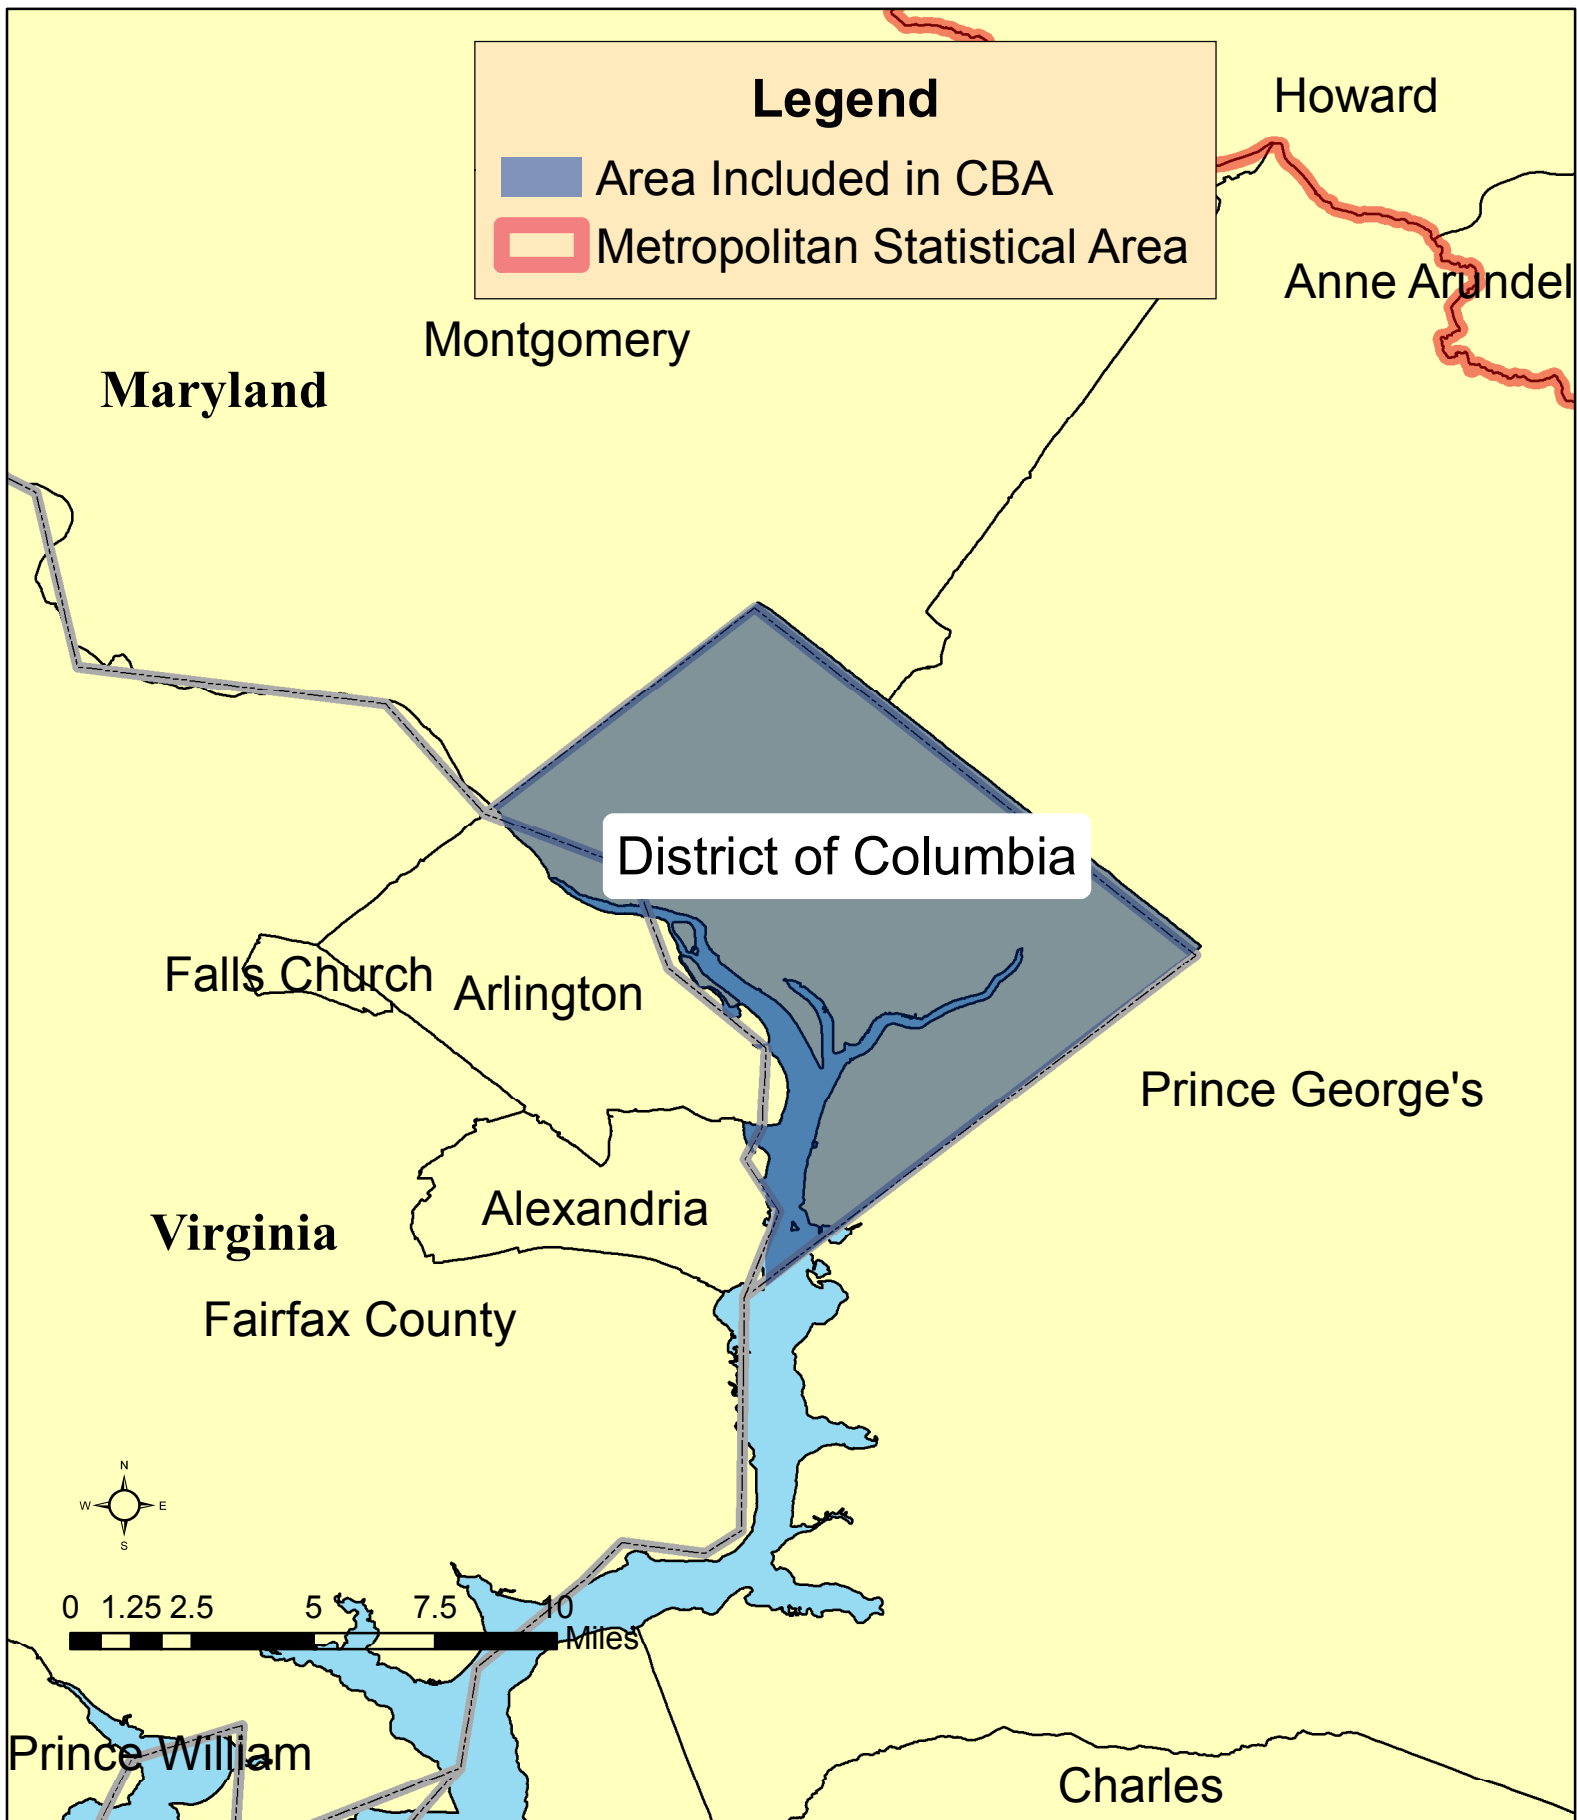 Legend
Area Included in CBA
Metropolitan Statistical Area
Howard
Anne Arundel
Montgomery
Maryland
District of Columbia
Falls Church
Arlington
Prince George's
Alexandria
Virginia
Fairfax County
N
W E
S
0 1.25 2.5 5 7.5 10
Miles
Prince William
Charles